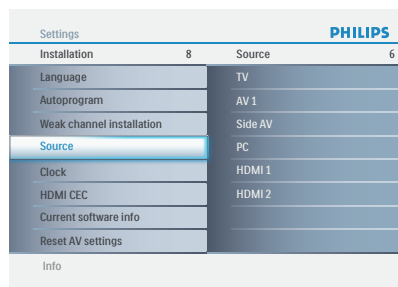 Settings
PHILIPS
Installation 8
Source 6
Language
TV
Autoprogram
AV 1
Weak channel installation
Side AV
Source
PC
Clock
HDMI 1
HDMI CEC
HDMI 2
Current software info
Reset AV settings
Info